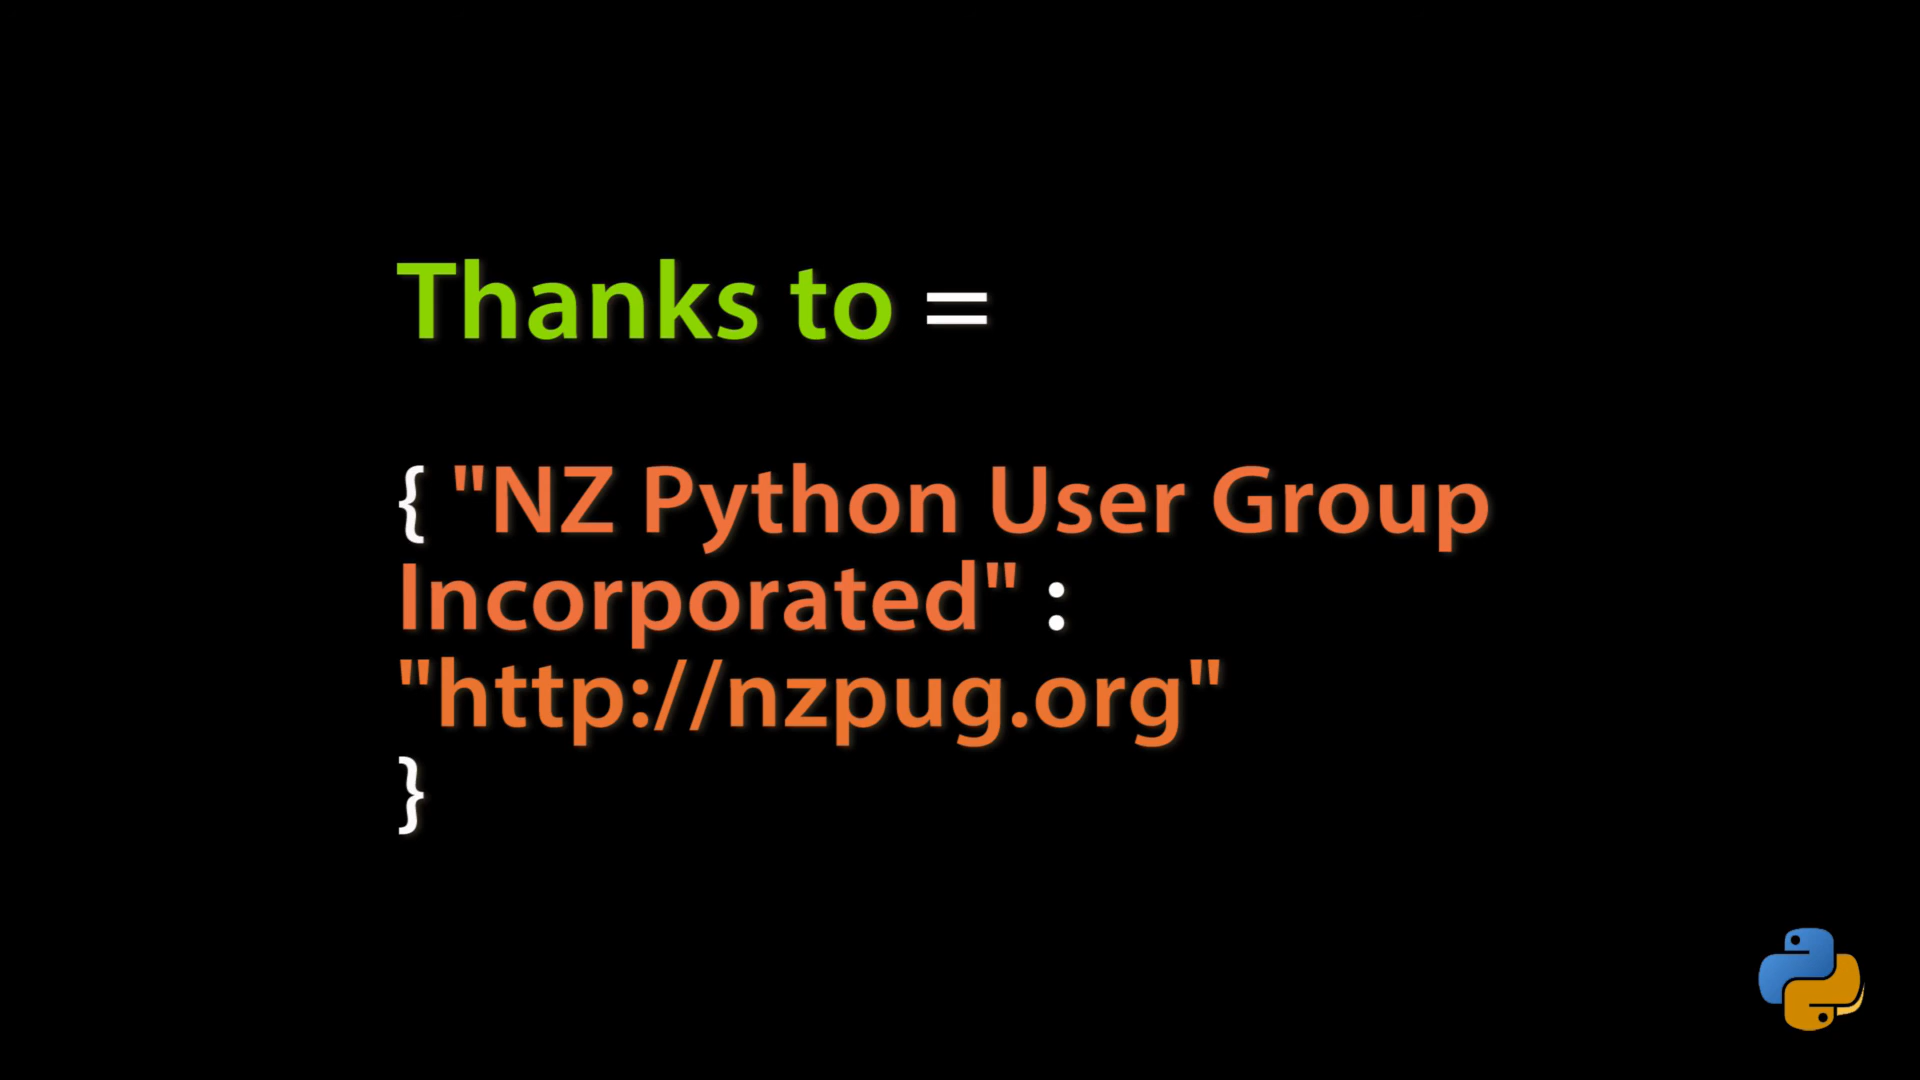 Thanks to =
{ "NZ Python User Group
Incorporated" :
"http://nzpug.org"
}